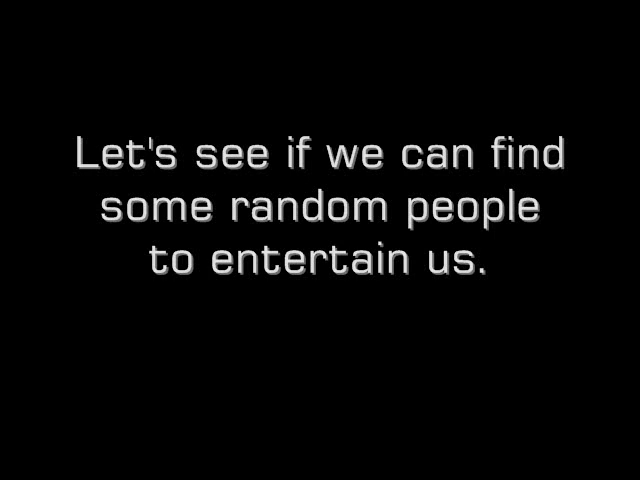 Let's see if we can find
some random people
to entertain us.